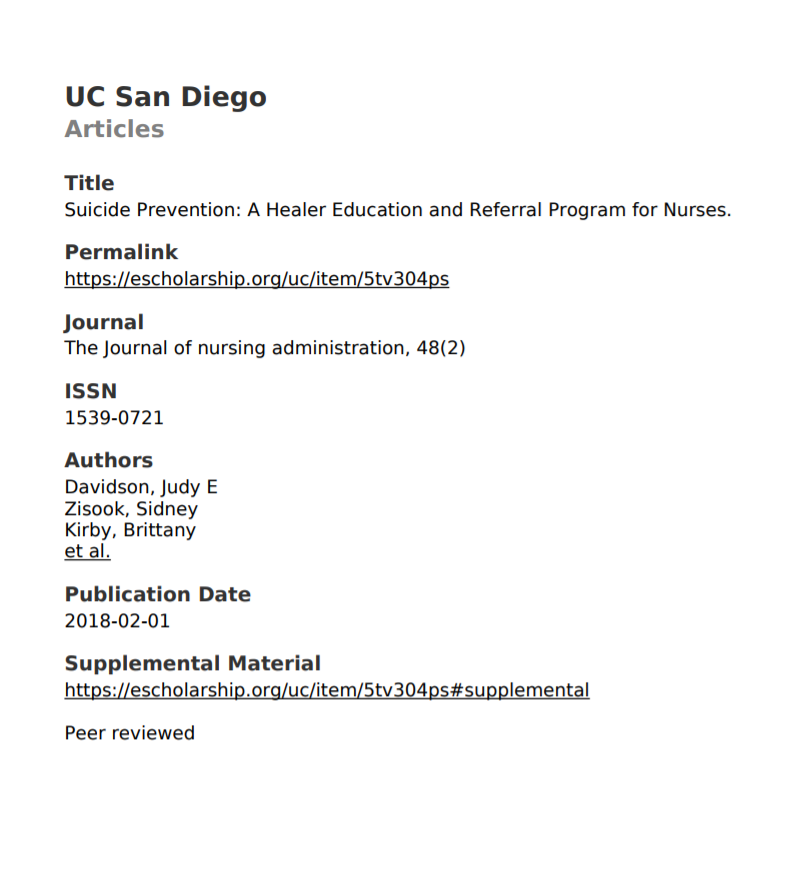 UC San Diego
Articles
Title
Suicide Prevention: A Healer Education and Referral Program for Nurses.
Permalink
https://escholarship.org/uc/item/5tv304ps
Journal
The Journal of nursing administration, 48(2)
ISSN
1539-0721
Authors
Davidson, Judy E
Zisook, Sidney
Kirby, Brittany
et al.
Publication Date
2018-02-01
Supplemental Material
https://escholarship.org/uc/item/5tv304ps#supplemental
Peer reviewed